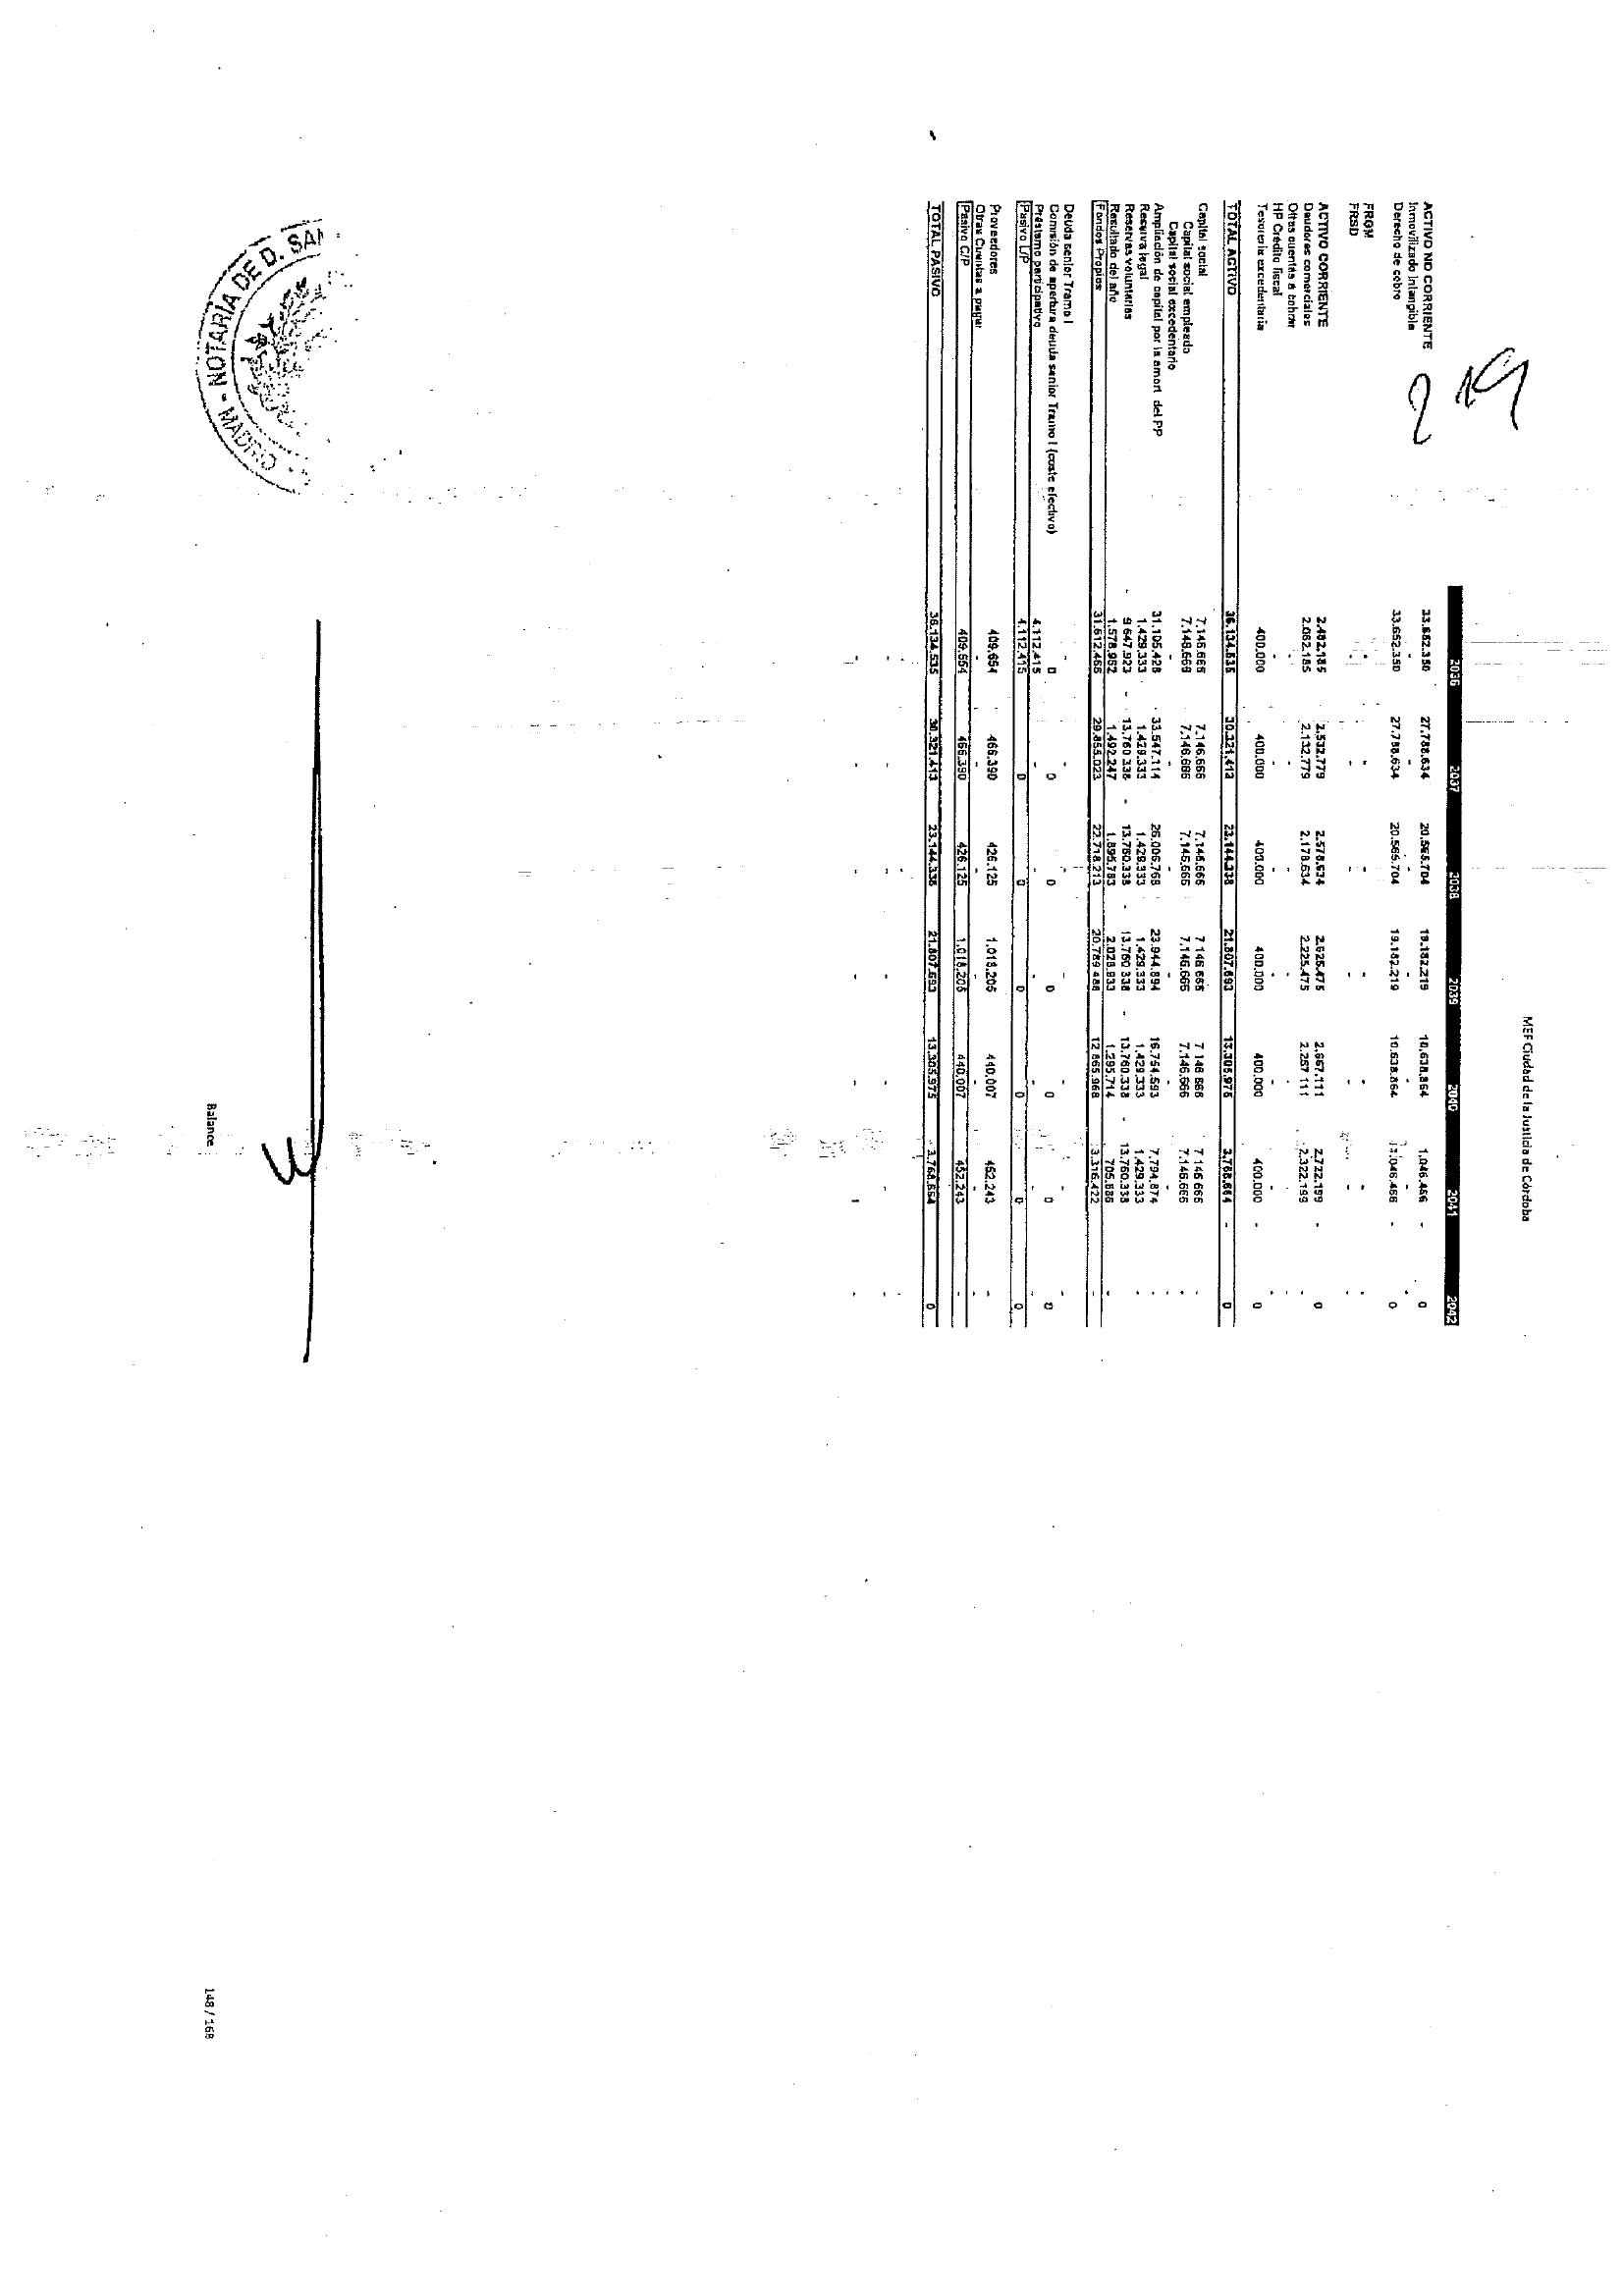 219
MEF Ciudad de la Justicia de Córdoba
2036 2037 2038 2039 2040 2041 2042
ACTIVO NO CORRIENTE 33.652.350 27.788.634 20.565.704 19.182.219 10.638.864 1.046.466 - 0
Inmovilizado Intangible - - - - - - -
Derecho de cobro 33.652.350 27.788.634 20.565.704 19.182.219 10.638.864 1.046.466 - 0
FRGM - - - - - - -
FRSD - - - - - - -
ACTIVO CORRIENTE 2.482.185 2.532.779 2.578.634 2.625.475 2.667.111 2.722.199 - 0
Deudores comerciales 2.082.185 2.132.779 2.178.634 2.225.475 2.267.111 2.322.199
Otras cuentas a cobrar - - - - - - -
HP Crédito fiscal - - - - - - -
Tesorería excedentaria 400.000 400.000 400.000 400.000 400.000 400.000 - 0
TOTAL ACTIVO 36.134.535 30.321.413 23.144.338 21.807.693 13.305.975 3.768.664 - 0
Capital social 7.146.666 7.146.666 7.146.666 7.146.666 7.146.666 7.146.666 -
Capital social empleado 7.146.666 7.146.666 7.146.666 7.146.666 7.146.666 7.146.666 -
Capital social excedentario - - - - - - -
Ampliación de capital por la amort del PP 31.105.428 33.547.114 26.006.768 23.944.894 16.754.593 7.794.874 -
Reserva legal 1.429.333 1.429.333 1.429.333 1.429.333 1.429.333 1.429.333 -
Reservas voluntarias - 9.647.923 - 13.760.338 - 13.760.338 - 13.760.338 - 13.760.338 - 13.760.338
Resultado del año 1.578.962 1.492.247 1.895.783 2.028.933 1.295.714 705.886 -
Fondos Propios 31.612.466 29.855.023 22.718.213 20.789.488 12.865.968 3.316.422 -
Deuda senior Tramo I - - - - - - -
Comisión de apertura deuda senior Tramo I (coste efectivo) 0 0 0 0 0 0 0
Préstamo participativo 4.112.415 - - - - - -
Pasivo L/P 4.112.415 0 0 0 0 0 0
Proveedores 409.654 466.390 426.125 1.018.205 440.007 452.243 -
Otras Cuentas a pagar - - - - - - -
Pasivo C/P 409.654 466.390 426.125 1.018.205 440.007 452.243 -
TOTAL PASIVO 36.134.535 30.321.413 23.144.338 21.807.693 13.305.975 3.768.664 0
NOTARÍA DE D. SAN
MADRID
Balance
148 / 168